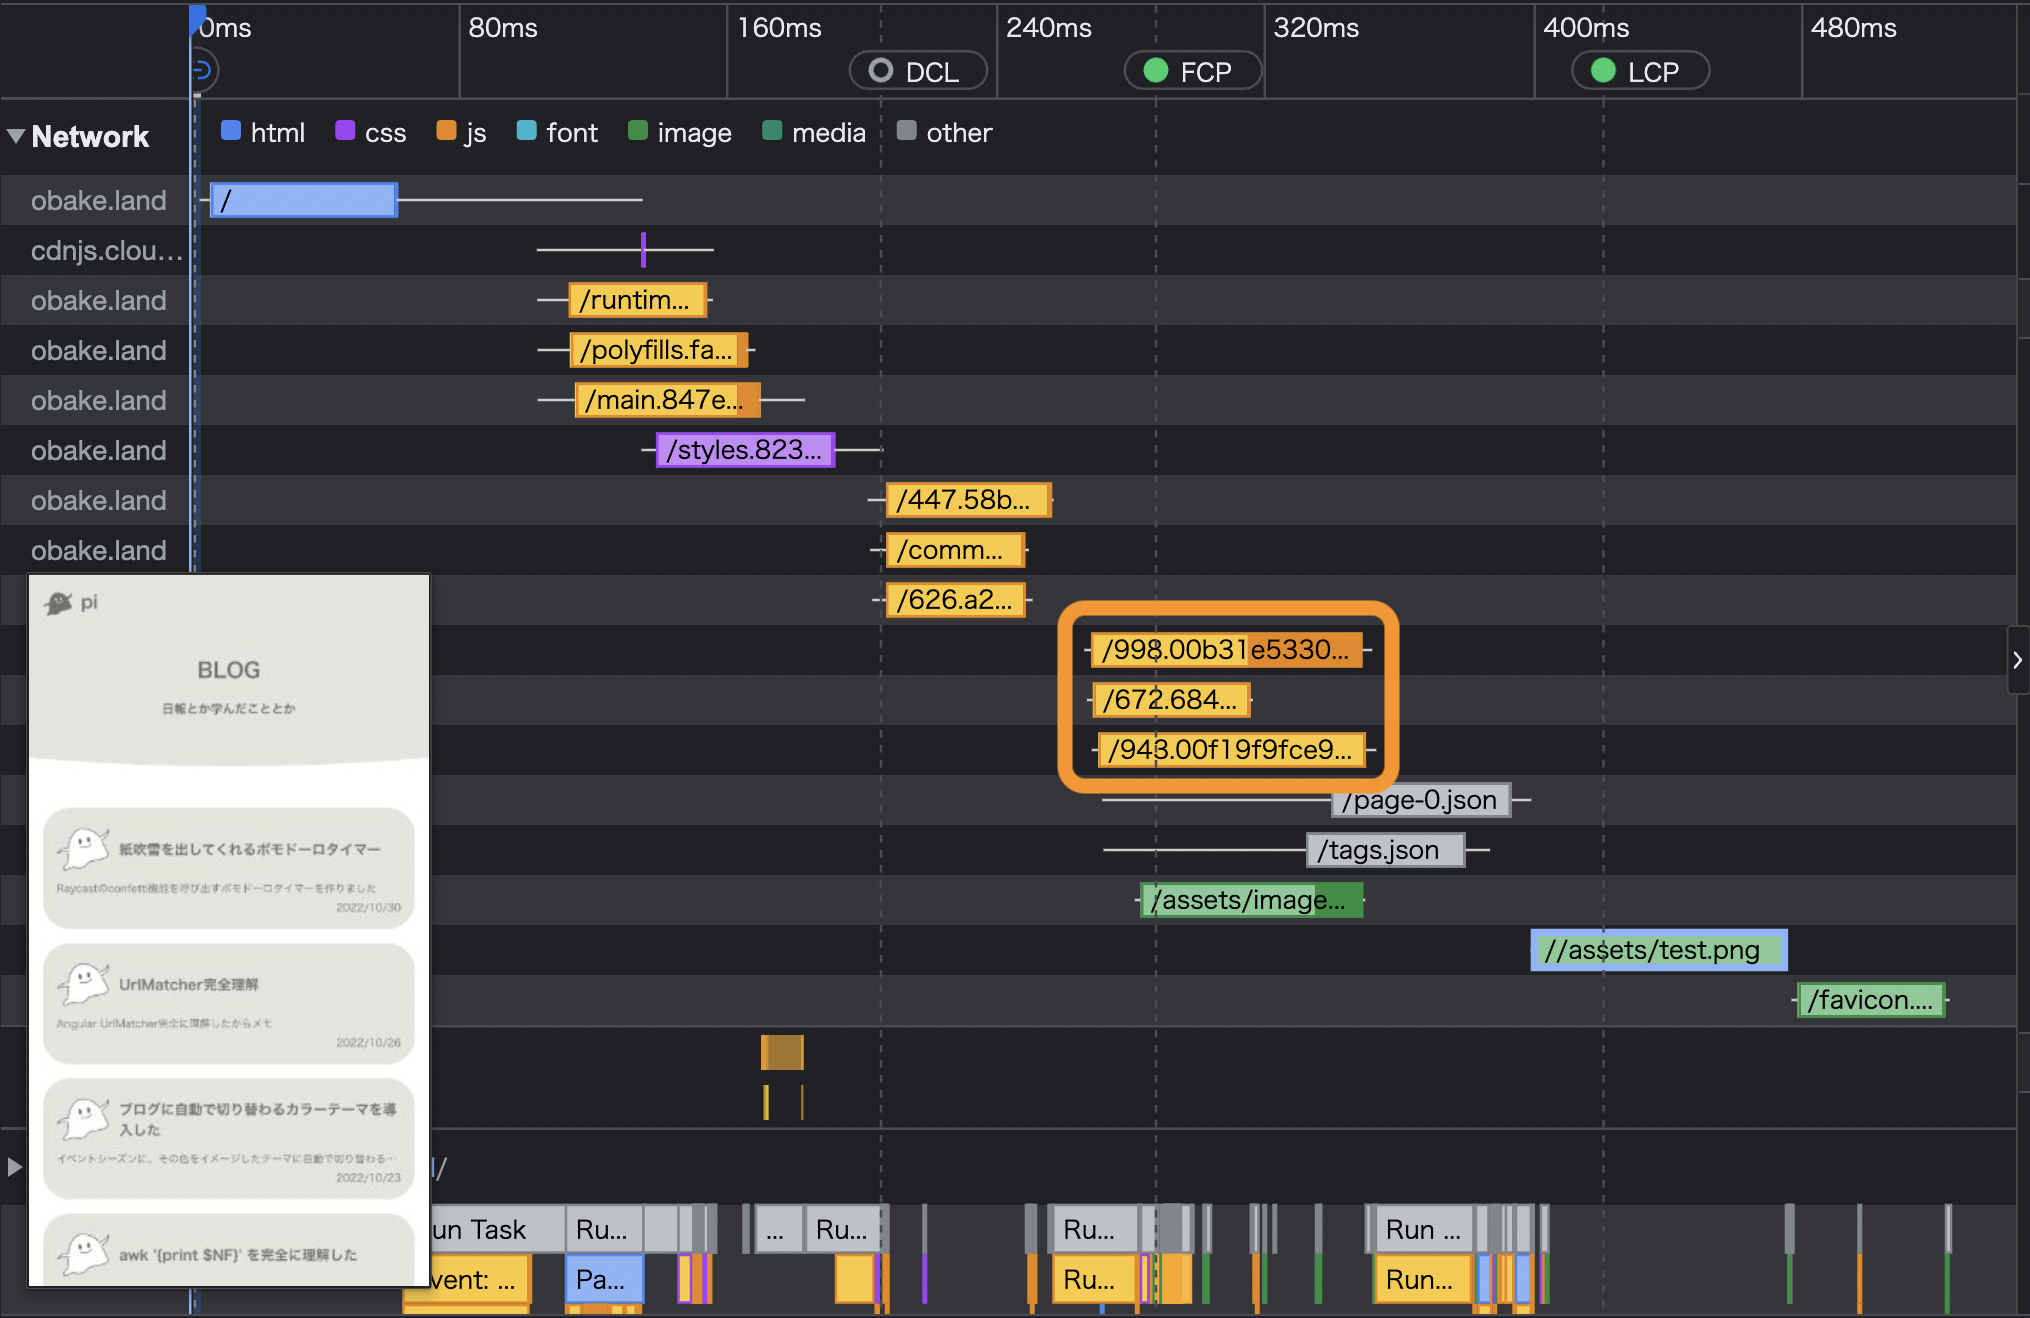 0ms 80ms 160ms 240ms 320ms 400ms 480ms
DCL FCP LCP
Network html css js font image media other
obake.land /
cdnjs.clou...
obake.land /runtim...
obake.land /polyfills.fa...
obake.land /main.847e...
obake.land /styles.823...
obake.land /447.58b...
obake.land /comm...
/626.a2...
/998.00b31e5330...
/672.684...
/943.00f19f9fce9...
/page-0.json
/tags.json
/assets/image...
//assets/test.png
/favicon....
pi
BLOG
日報とか学んだこととか
紙吹雪を出してくれるポモドーロタイマー
Raycastのconfetti機能を呼び出すポモドーロタイマーを作りました
2022/10/30
UrlMatcher完全理解
Angular UrlMatcher完全に理解したからメモ
2022/10/26
ブログに自動で切り替わるカラーテーマを導
入した
イベントシーズンに、その色をイメージしたテーマに自動で切り替わる…
2022/10/23
awk '{print $NF}' を完全に理解した
/
un Task Ru... ... Ru... Ru... Run ...
vent: ... Pa... Ru... Run...